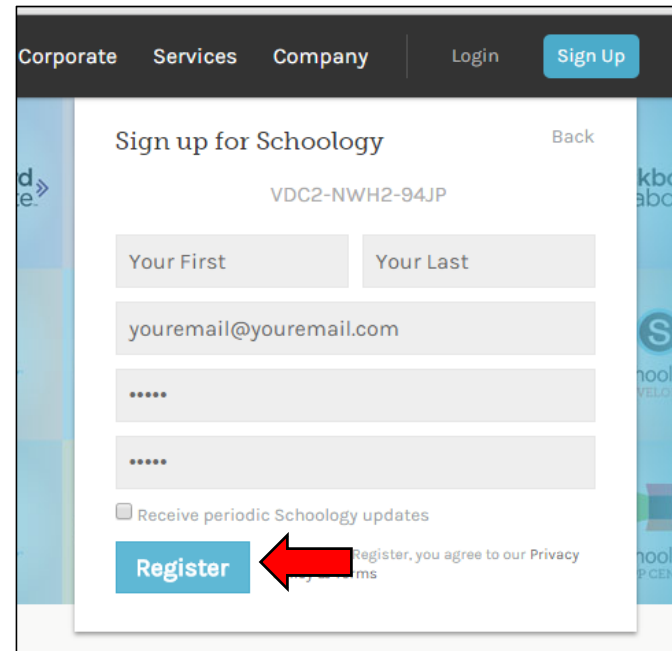 Corporate Services Company Login Sign Up
Sign up for Schoology Back
VDC2-NWH2-94JP
Your First Your Last
youremail@youremail.com
•••••
•••••
Receive periodic Schoology updates
Register Register, you agree to our Privacy
Terms